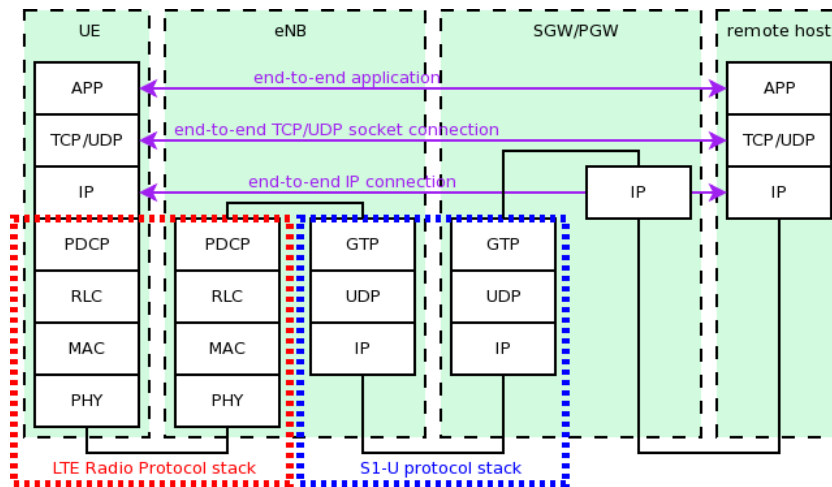 UE
eNB
SGW/PGW
remote host
APP
end-to-end application
APP
TCP/UDP
end-to-end TCP/UDP socket connection
TCP/UDP
IP
end-to-end IP connection
IP
IP
PDCP
PDCP
GTP
GTP
RLC
RLC
UDP
UDP
MAC
MAC
IP
IP
PHY
PHY
LTE Radio Protocol stack
S1-U protocol stack